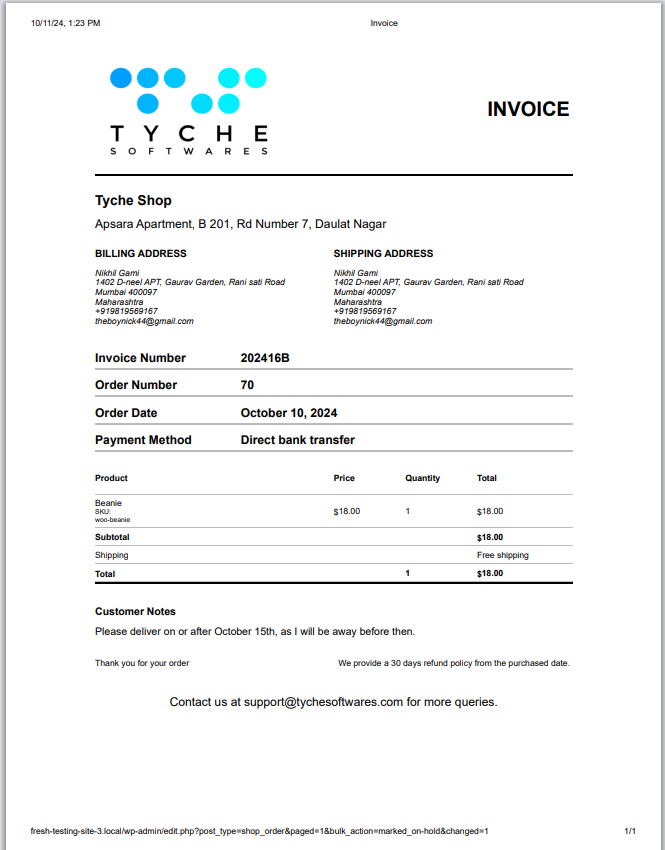 10/11/24, 1:23 PM Invoice
TYCHE
SOFTWARES
INVOICE
Tyche Shop
Apsara Apartment, B 201, Rd Number 7, Daulat Nagar
BILLING ADDRESS
Nikhil Gami
1402 D-neel APT, Gaurav Garden, Rani sati Road
Mumbai 400097
Maharashtra
+919819569167
theboynick44@gmail.com
SHIPPING ADDRESS
Nikhil Gami
1402 D-neel APT, Gaurav Garden, Rani sati Road
Mumbai 400097
Maharashtra
+919819569167
theboynick44@gmail.com
Invoice Number 202416B
Order Number 70
Order Date October 10, 2024
Payment Method Direct bank transfer
Product Price Quantity Total
Beanie
SKU:
woo-beanie
$18.00 1 $18.00
Subtotal $18.00
Shipping Free shipping
Total 1 $18.00
Customer Notes
Please deliver on or after October 15th, as I will be away before then.
Thank you for your order We provide a 30 days refund policy from the purchased date.
Contact us at support@tychesoftwares.com for more queries.
fresh-testing-site-3.local/wp-admin/edit.php?post_type=shop_order&paged=1&bulk_action=marked_on-hold&changed=1 1/1